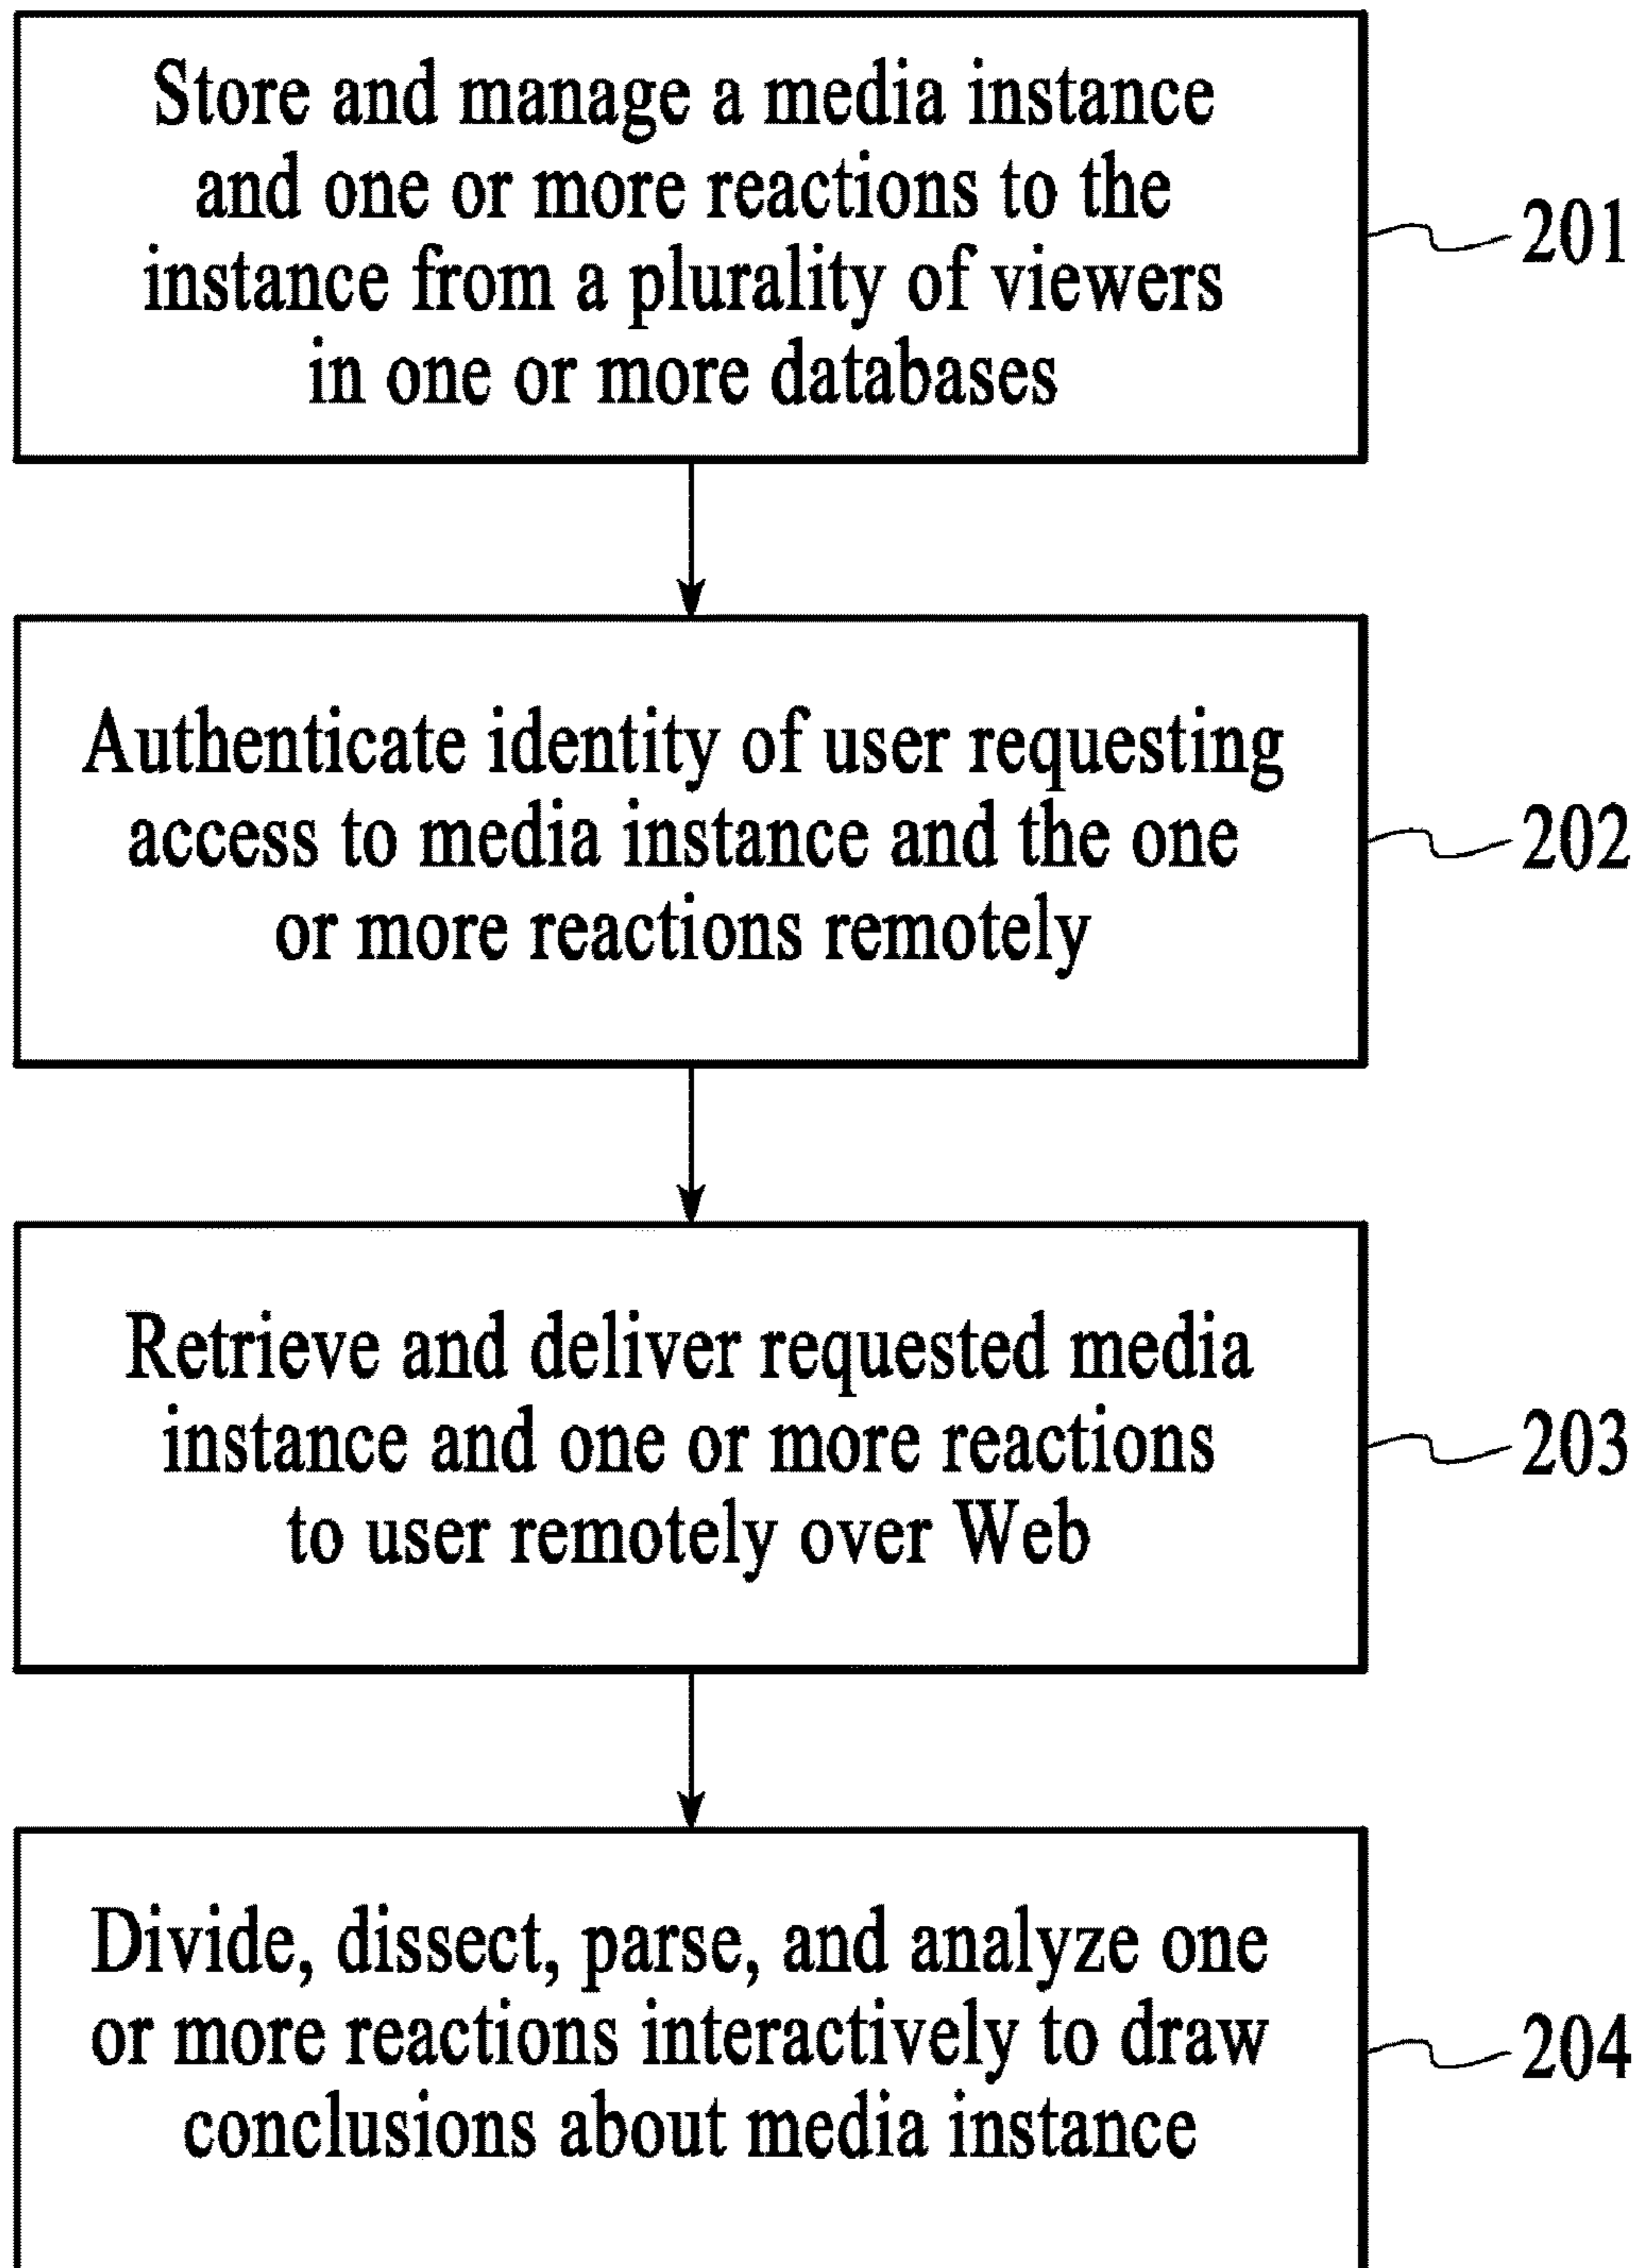 Store and manage a media instance
and one or more reactions to the
instance from a plurality of viewers
in one or more databases
201
Authenticate identity of user requesting
access to media instance and the one
or more reactions remotely
202
Retrieve and deliver requested media
instance and one or more reactions
to user remotely over Web
203
Divide, dissect, parse, and analyze one
or more reactions interactively to draw
conclusions about media instance
204